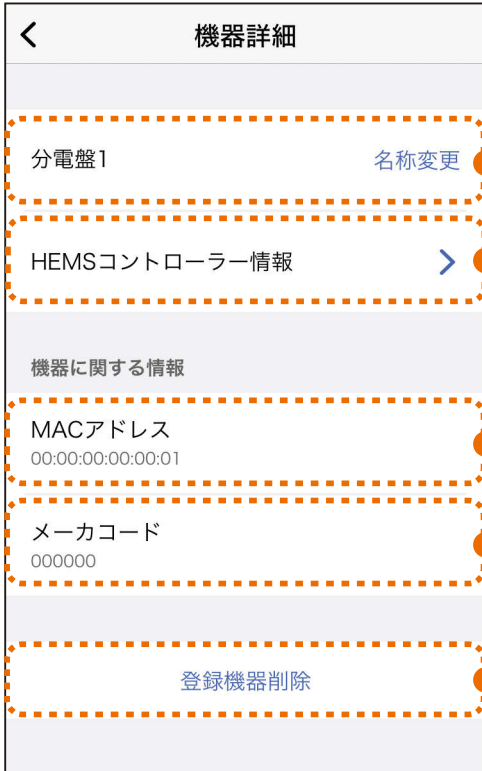 機器詳細
分電盤1
名称変更
HEMSコントローラー情報
機器に関する情報
MACアドレス
00:00:00:00:00:01
メーカコード
000000
登録機器削除